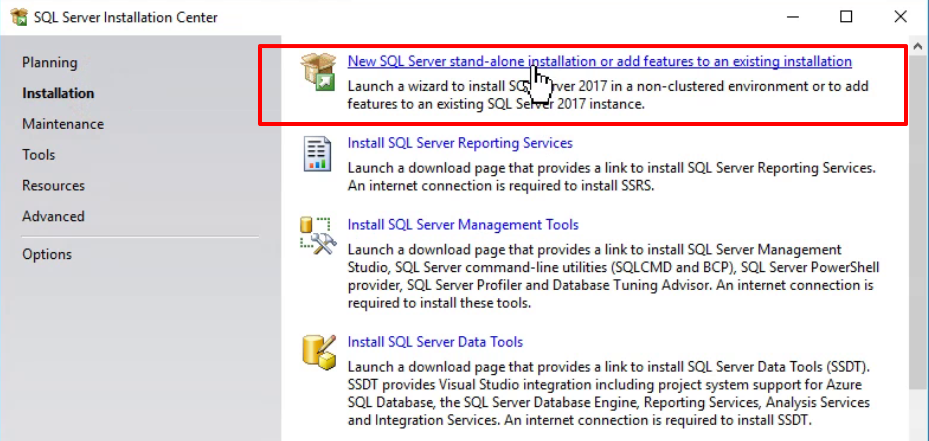 SQL Server Installation Center
Planning
Installation
Maintenance
Tools
Resources
Advanced
Options
New SQL Server stand-alone installation or add features to an existing installation
Launch a wizard to install SQL Server 2017 in a non-clustered environment or to add
features to an existing SQL Server 2017 instance.
Install SQL Server Reporting Services
Launch a download page that provides a link to install SQL Server Reporting Services.
An internet connection is required to install SSRS.
Install SQL Server Management Tools
Launch a download page that provides a link to install SQL Server Management
Studio, SQL Server command-line utilities (SQLCMD and BCP), SQL Server PowerShell
provider, SQL Server Profiler and Database Tuning Advisor. An internet connection is
required to install these tools.
Install SQL Server Data Tools
Launch a download page that provides a link to install SQL Server Data Tools (SSDT).
SSDT provides Visual Studio integration including project system support for Azure
SQL Database, the SQL Server Database Engine, Reporting Services, Analysis Services
and Integration Services. An internet connection is required to install SSDT.